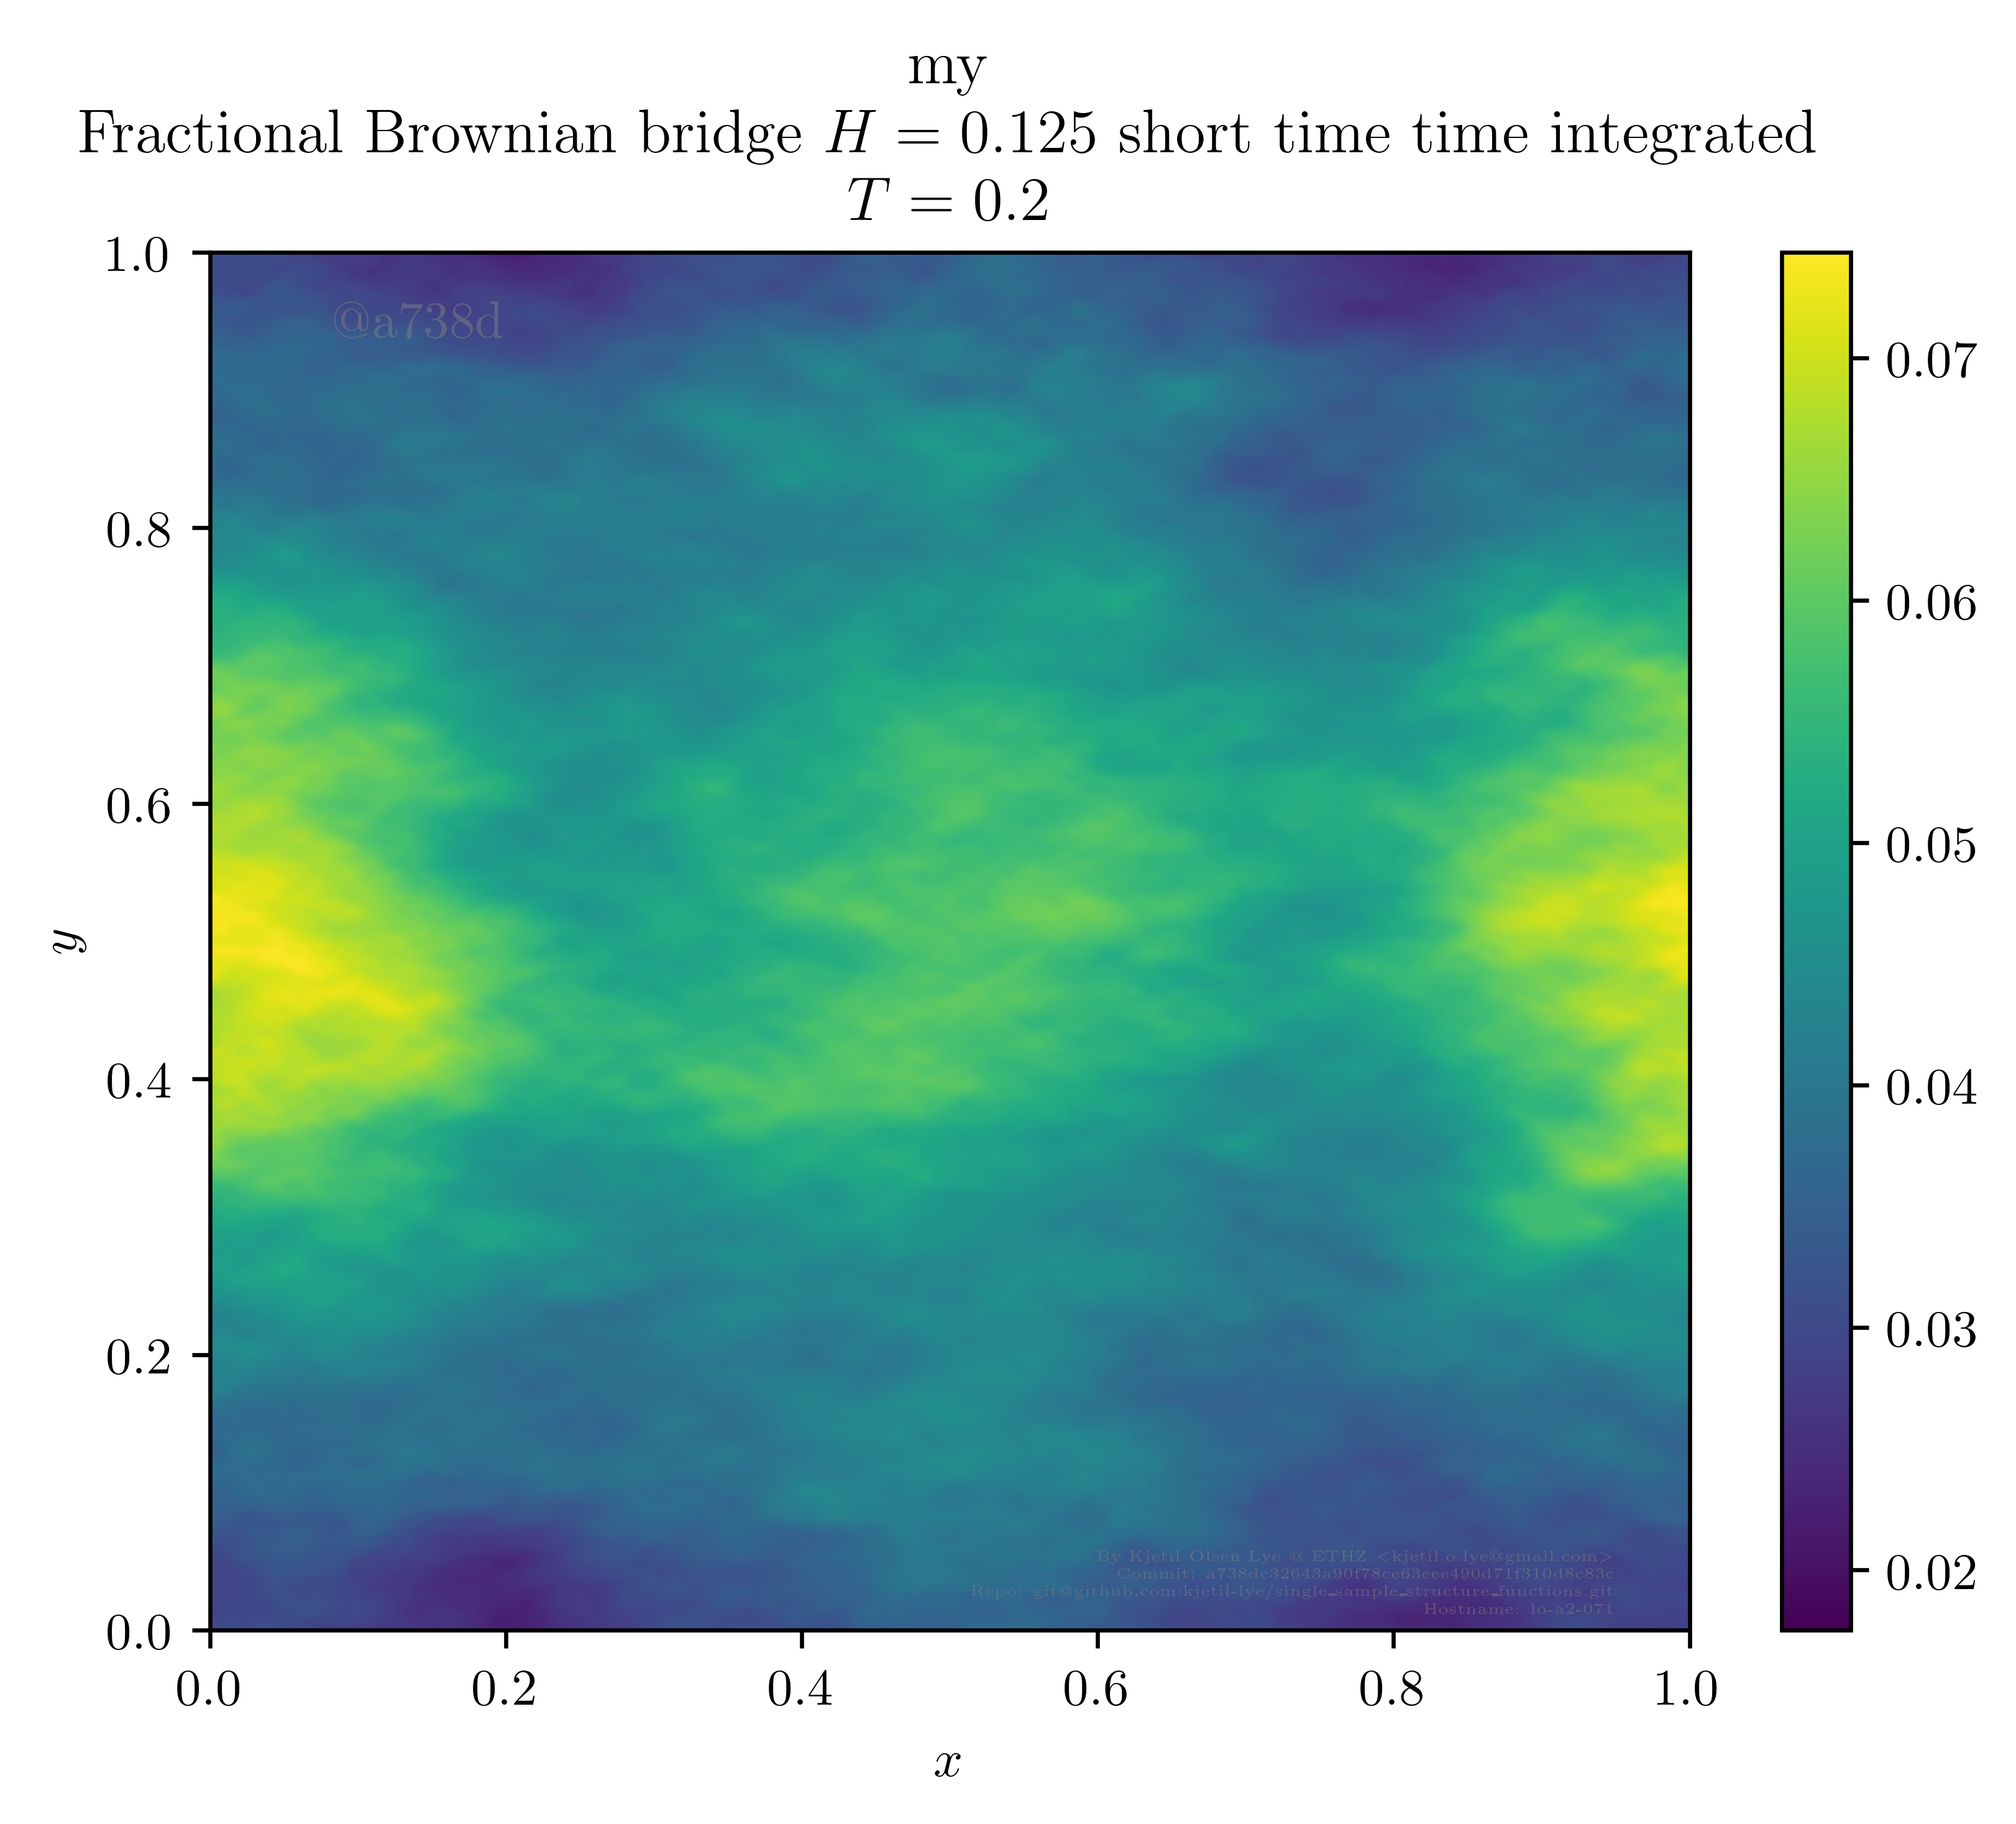 my
Fractional Brownian bridge H = 0.125 short time time integrated
T = 0.2
1.0
0.8
0.6
0.4
0.2
0.0
y
@a738d
By Kjetil Olsen Lye @ ETHZ <kjetil.o.lye@gmail.com>
Commit: a738dc32643a90f78ce63eee490d71f310d8c83c
Repo: git@github.com:kjetil-lye/single_sample_structure_functions.git
Hostname: lo-a2-071
0.0 0.2 0.4 0.6 0.8 1.0
x
0.07
0.06
0.05
0.04
0.03
0.02